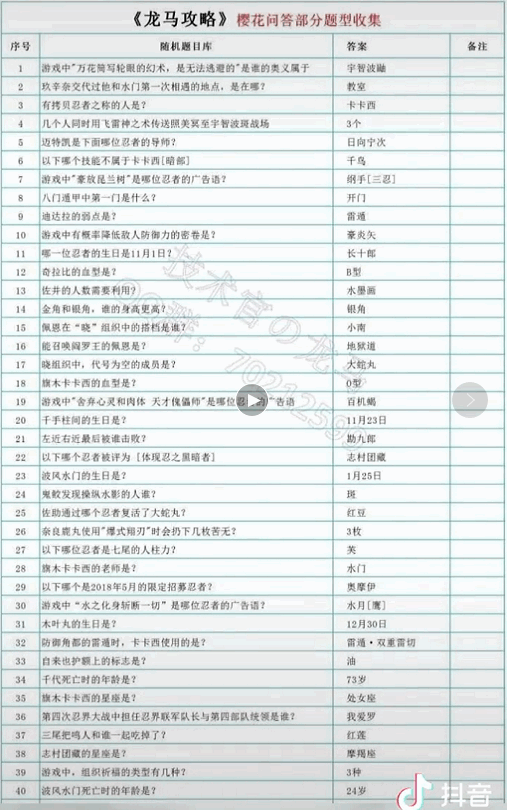 《龙马攻略》樱花问答部分题型收集
序号 随机题目库 答案 备注
1 游戏中"万花筒写轮眼的幻术，是无法逃避的"是谁的奥义属于 宇智波鼬
2 玖辛奈交代过他和水门第一次相遇的地点，是在哪？ 教室
3 有拷贝忍者之称的人是？ 卡卡西
4 几个人同时用飞雷神之术传送照美冥至宇智波斑战场 3个
5 迈特凯是下面哪位忍者的导师？ 日向宁次
6 以下哪个技能不属于卡卡西[暗部] 千鸟
7 游戏中"豪放昆兰树"是哪位忍者的广告语？ 纲手[三忍]
8 八门遁甲中第一门是什么？ 开门
9 迪达拉的弱点是？ 雷遁
10 游戏中有概率降低敌人防御力的密卷是？ 豪炎矢
11 哪一位忍者的生日是11月1日？ 长十郎
12 奇拉比的血型是？ B型
13 佐井的人数需要利用？ 水墨画
14 金角和银角，谁的身高更高？ 银角
15 佩恩在“晓”组织中的搭档是谁？ 小南
16 能召唤阎罗王的佩恩是？ 地狱道
17 晓组织中，代号为空的成员是？ 大蛇丸
18 旗木卡卡西的血型是？ O型
19 游戏中"舍弃心灵和肉体 天才傀儡师"是哪位忍者的广告语 百机蝎
20 千手柱间的生日是？ 11月23日
21 左近右近最后被谁击败？ 勘九郎
22 以下哪个忍者被评为 [体现忍之黑暗者] 志村团藏
23 波风水门的生日是？ 1月25日
24 鬼鲛发现操纵水影的人谁？ 斑
25 佐助通过哪个忍者复活了大蛇丸？ 红豆
26 奈良鹿丸使用"爆式翔刃"时会扔下几枚苦无？ 3枚
27 以下哪位忍者是七尾的人柱力？ 芙
28 旗木卡卡西的老师是？ 水门
29 以下哪个是2018年5月的限定招募忍者？ 奥摩伊
30 游戏中“水之化身斩断一切”是哪位忍者的广告语？ 水月[鹰]
31 木叶丸的生日是？ 12月30日
32 防御角都的雷遁时，卡卡西使用的是？ 雷遁·双重雷切
33 自来也护额上的标志是？ 油
34 千代死亡时的年龄是？ 73岁
35 旗木卡卡西的星座是？ 处女座
36 第四次忍界大战中担任忍界联军队长与第四部队统领是谁？ 我爱罗
37 三尾把鸣人和谁一起吃掉了？ 红莲
38 志村团藏的星座是？ 摩羯座
39 游戏中，组织祈福的类型有几种？ 3种
40 波风水门死亡时的年龄是？ 24岁
技术官の龙马
QQ群：
抖音